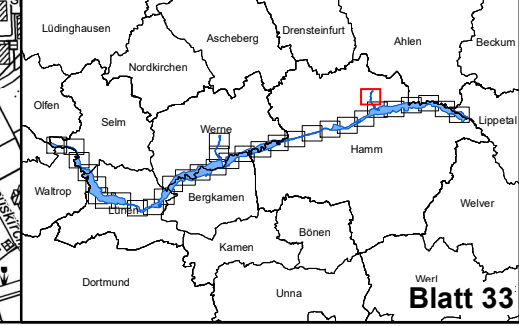 Lüdinghausen
Ascheberg
Drensteinfurt
Ahlen
Beckum
Nordkirchen
Olfen
Selm
Werne
Lippetal
Hamm
Waltrop
Lünen
Bergkamen
Welver
Bönen
Kamen
Dortmund
Unna
Werl
Blatt 33